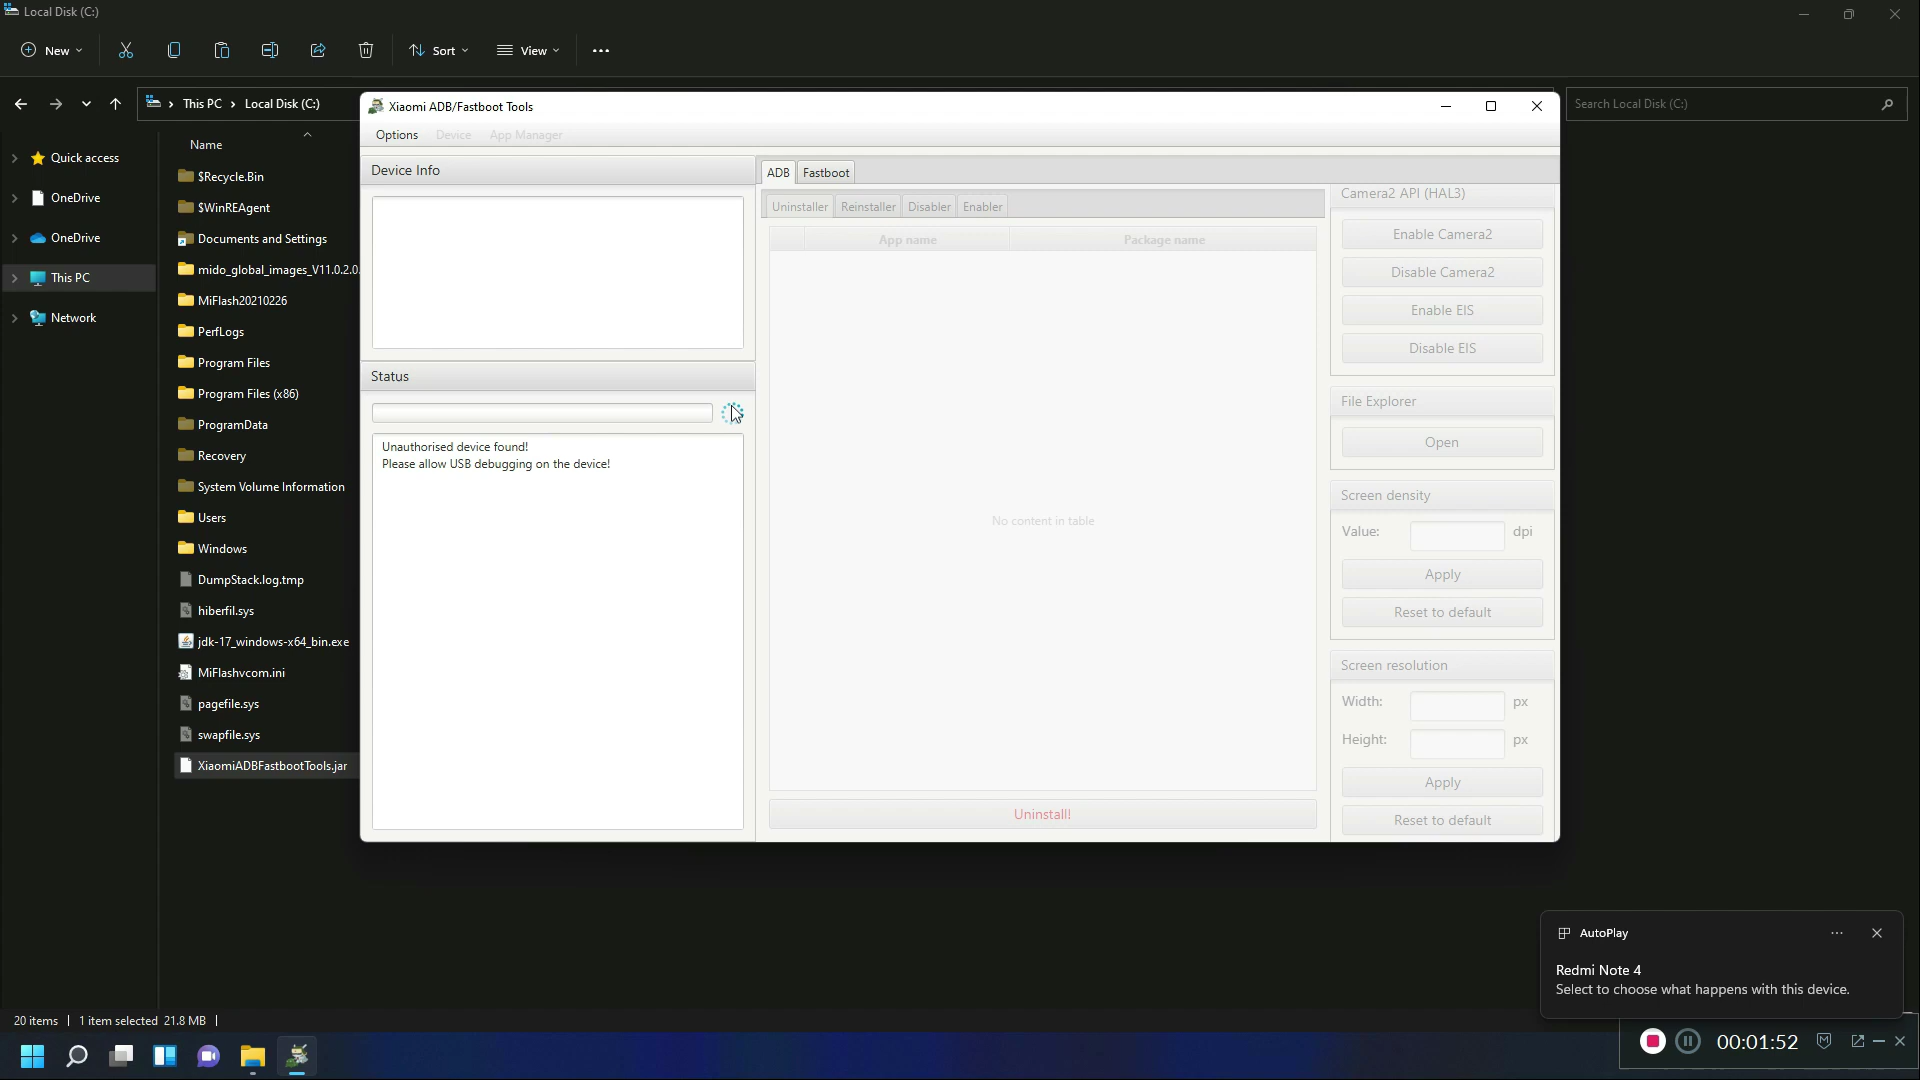 Local Disk (C:)
New
Sort
View
This PC
Local Disk (C:)
Search Local Disk (C:)
Quick access
OneDrive
OneDrive
This PC
Network
Name
$Recycle.Bin
$WinREAgent
Documents and Settings
mido_global_images_V11.0.2.0.
MiFlash20210226
PerfLogs
Program Files
Program Files (x86)
ProgramData
Recovery
System Volume Information
Users
Windows
DumpStack.log.tmp
hiberfil.sys
jdk-17_windows-x64_bin.exe
MiFlashvcom.ini
pagefile.sys
swapfile.sys
XiaomiADBFastbootTools.jar
Xiaomi ADB/Fastboot Tools
Options Device App Manager
Device Info
Status
Unauthorised device found!
Please allow USB debugging on the device!
ADB Fastboot
Uninstaller Reinstaller Disabler Enabler
App name Package name
No content in table
Uninstall!
Camera2 API (HAL3)
Enable Camera2
Disable Camera2
Enable EIS
Disable EIS
File Explorer
Open
Screen density
Value: dpi
Apply
Reset to default
Screen resolution
Width: px
Height: px
Apply
Reset to default
AutoPlay
Redmi Note 4
Select to choose what happens with this device.
20 items 1 item selected 21.8 MB
00:01:52